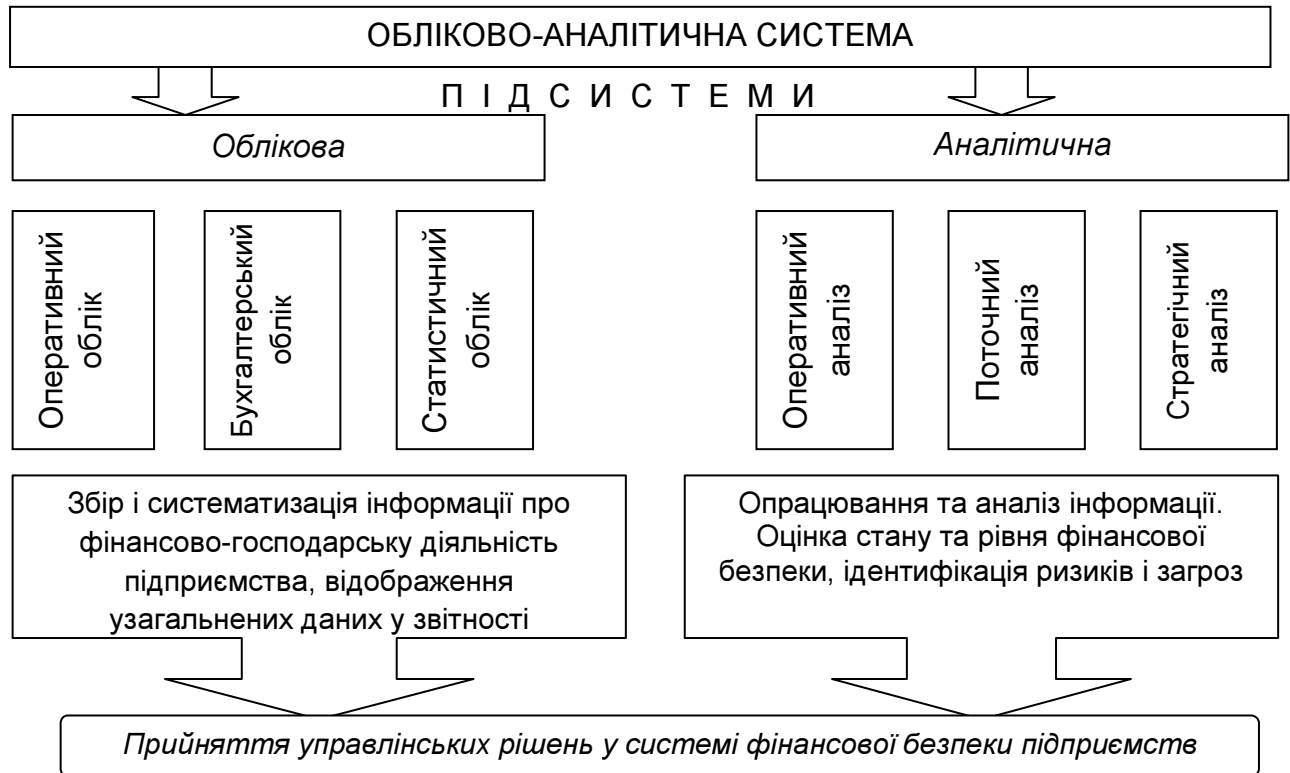 ОБЛІКОВО-АНАЛІТИЧНА СИСТЕМА
П І Д С И С Т Е М И
Облікова
Аналітична
Оперативний
облік
Бухгалтерський
облік
Статистичний
облік
Оперативний
аналіз
Поточний
аналіз
Стратегічний
аналіз
Збір і систематизація інформації про
фінансово-господарську діяльність
підприємства, відображення
узагальнених даних у звітності
Опрацювання та аналіз інформації.
Оцінка стану та рівня фінансової
безпеки, ідентифікація ризиків і загроз
Прийняття управлінських рішень у системі фінансової безпеки підприємств